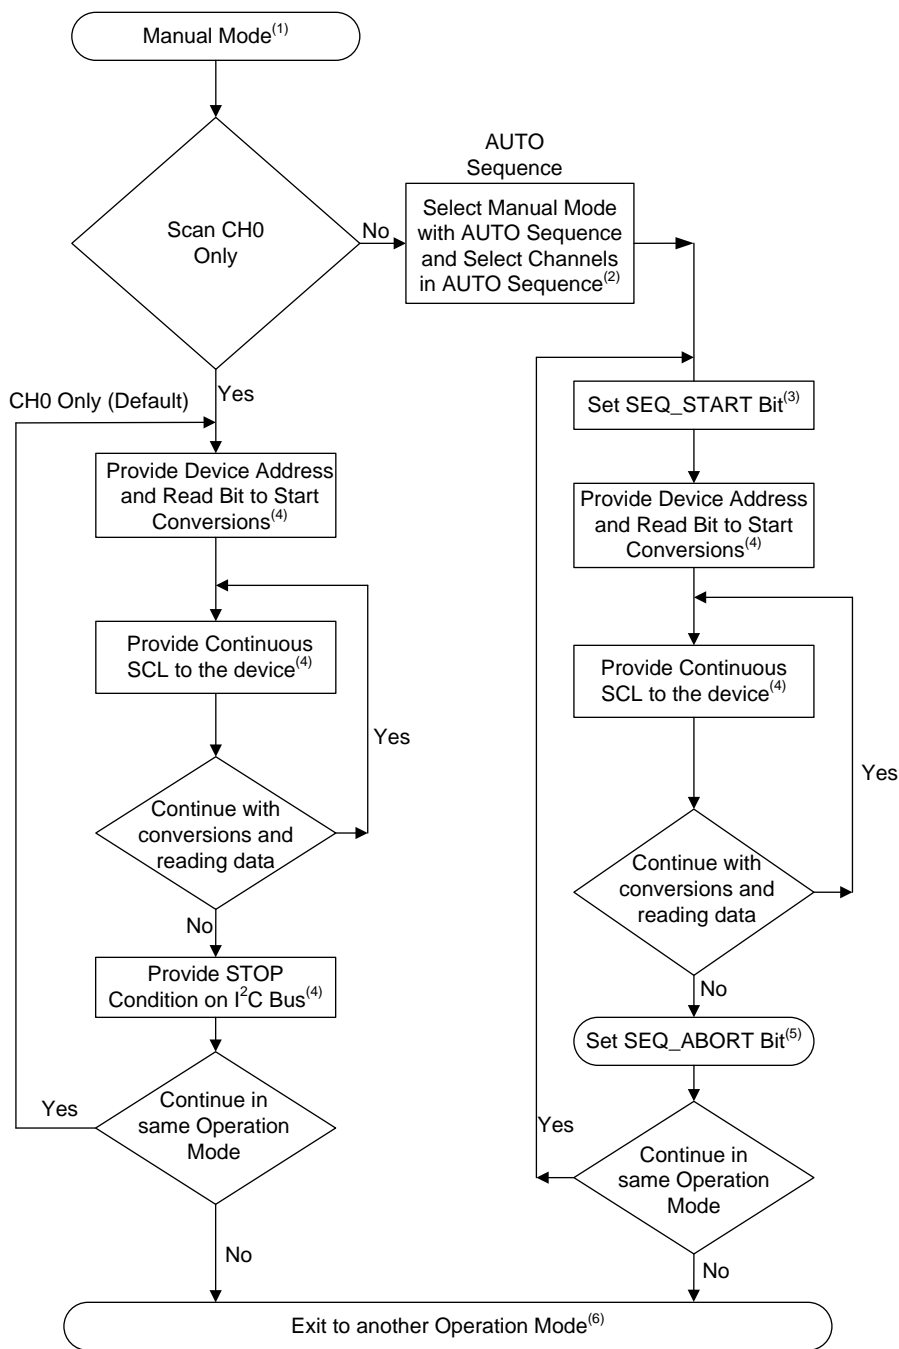 Manual Mode(1)
Scan CH0
Only
No
AUTO
Sequence
Select Manual Mode
with AUTO Sequence
and Select Channels
in AUTO Sequence(2)
Yes
CH0 Only (Default)
Provide Device Address
and Read Bit to Start
Conversions(4)
Provide Continuous
SCL to the device(4)
Yes
Continue with
conversions and
reading data
No
Provide STOP
Condition on I²C Bus(4)
Continue in
same Operation
Mode
Yes
No
Set SEQ_START Bit(3)
Provide Device Address
and Read Bit to Start
Conversions(4)
Provide Continuous
SCL to the device(4)
Yes
Continue with
conversions and
reading data
No
Set SEQ_ABORT Bit(5)
Continue in
same Operation
Mode
Yes
No
Exit to another Operation Mode(6)